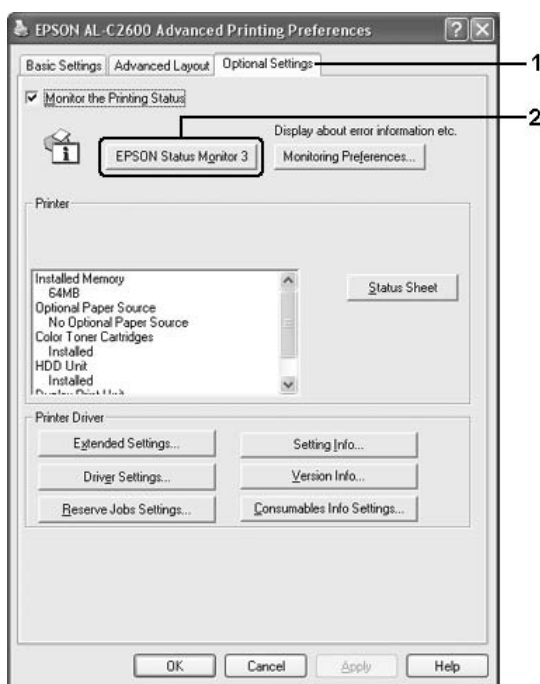 EPSON AL-C2600 Advanced Printing Preferences
Basic Settings Advanced Layout Optional Settings 1
Monitor the Printing Status
2
Display about error information etc.
EPSON Status Monitor 3 Monitoring Preferences...
Printer
Installed Memory
64MB
Optional Paper Source
No Optional Paper Source
Color Toner Cartridges
Installed
HDD Unit
Installed
Status Sheet
Printer Driver
Extended Settings... Setting Info...
Driver Settings... Version Info...
Reserve Jobs Settings... Consumables Info Settings...
OK Cancel Apply Help